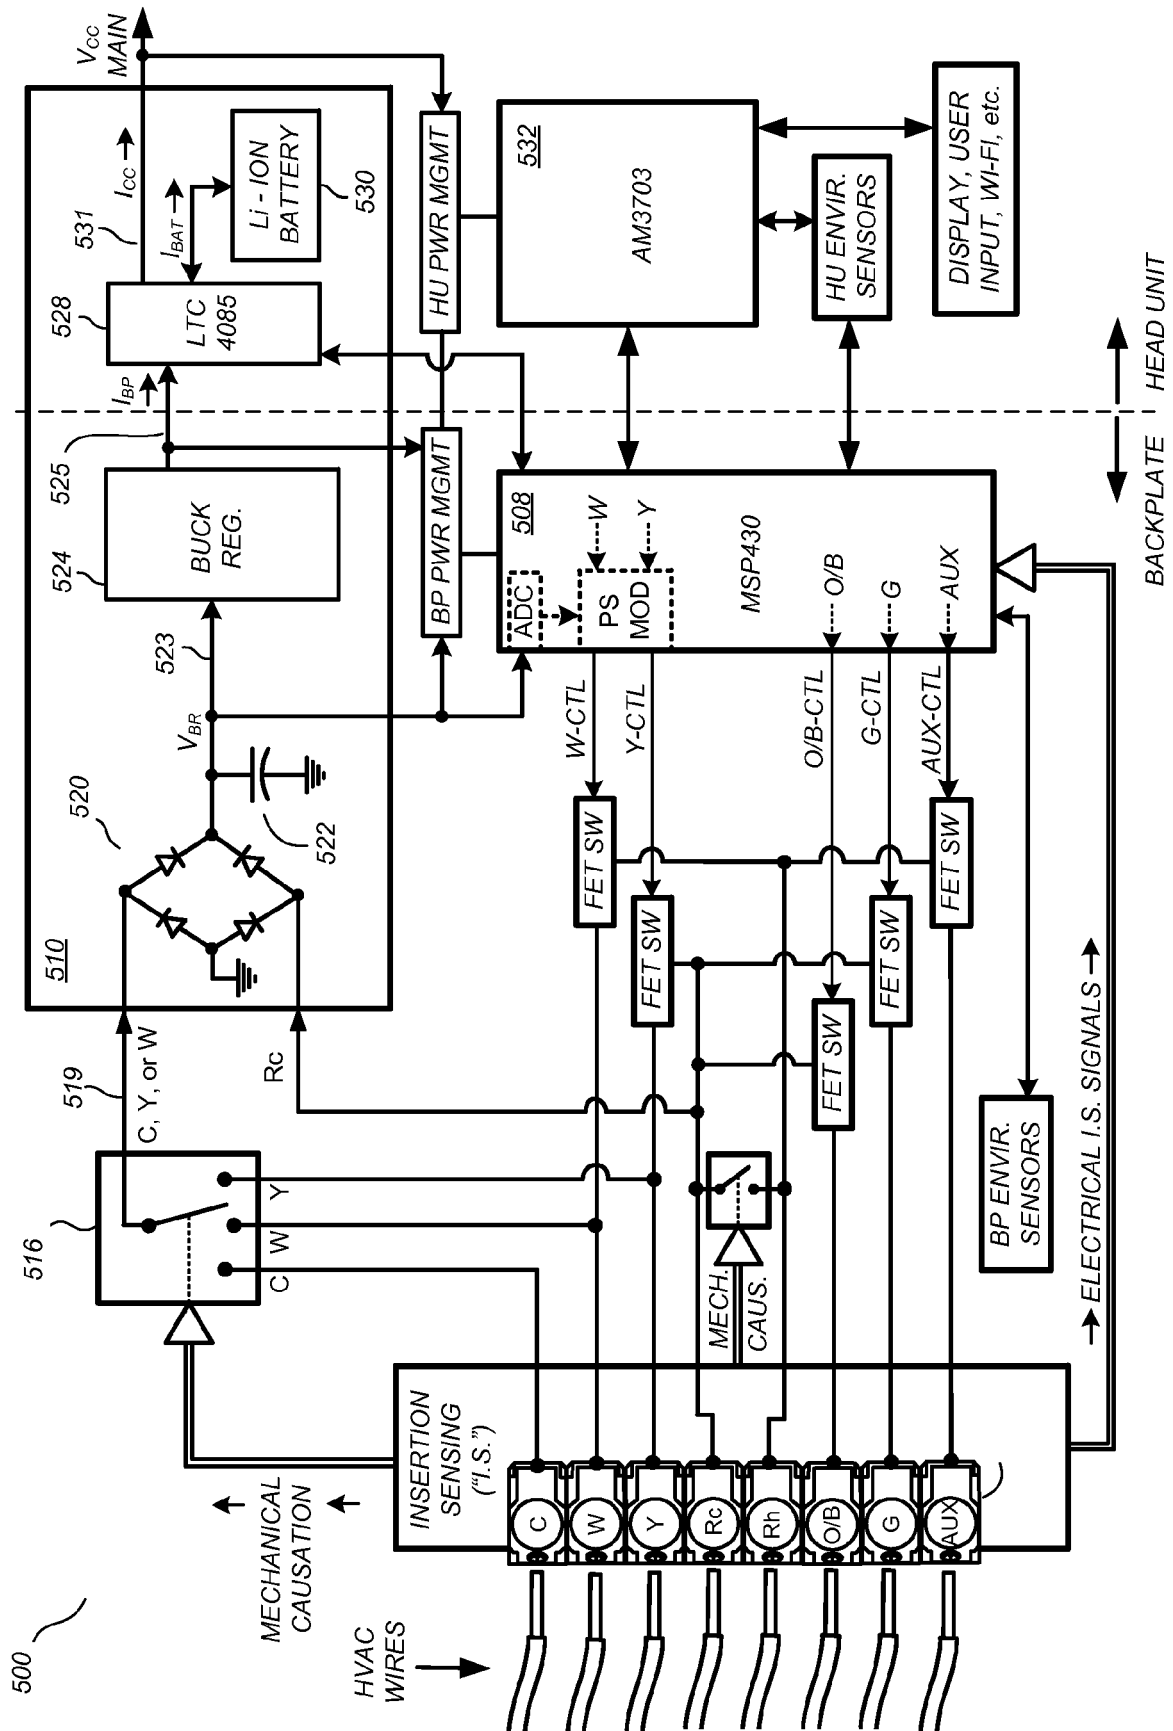 500
HVAC
WIRES
MECHANICAL
CAUSATION
INSERTION
SENSING
("I.S.")
C
W
Y
Rc
Rh
O/B
G
AUX
516
C
W
Y
519
C, Y, or W
Rc
MECH.
CAUS.
BP ENVIR.
SENSORS
ELECTRICAL I.S. SIGNALS
510
520
522
VBR
523
524
BUCK
REG.
525
IBP
528
LTC
4085
531
ICC
IBAT
Li - ION
BATTERY
530
VCC
MAIN
FET SW
FET SW
FET SW
FET SW
FET SW
W-CTL
Y-CTL
O/B-CTL
G-CTL
AUX-CTL
BP PWR MGMT
HU PWR MGMT
508
ADC
PS
MOD
W
Y
MSP430
O/B
G
AUX
532
AM3703
HU ENVIR.
SENSORS
DISPLAY, USER
INPUT, WI-FI, etc.
BACKPLATE
HEAD UNIT